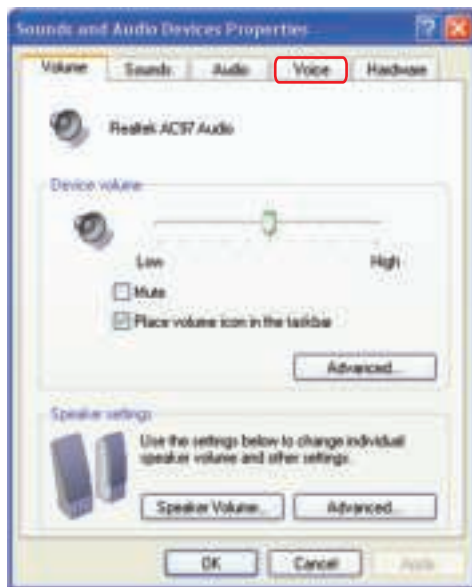 Sounds and Audio Devices Properties
Volume Sounds Audio Voice Hardware
Realtek AC97 Audio
Device volume
Low High
Mute
Place volume icon in the taskbar
Advanced...
Speaker settings
Use the settings below to change individual
speaker volume and other settings.
Speaker Volume... Advanced...
OK Cancel Apply